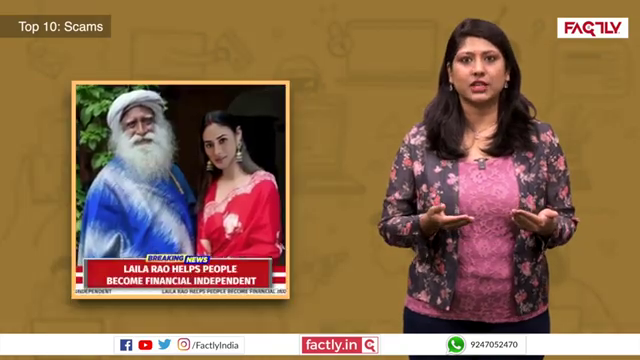 Top 10: Scams
FACTLY
BREAKING NEWS
LAILA RAO HELPS PEOPLE
BECOME FINANCIAL INDEPENDENT
NDEPENDENT LAILA RAO HELPS PEOPLE BECOME FINANCIAL IND
/FactlyIndia
factly.in
9247052470